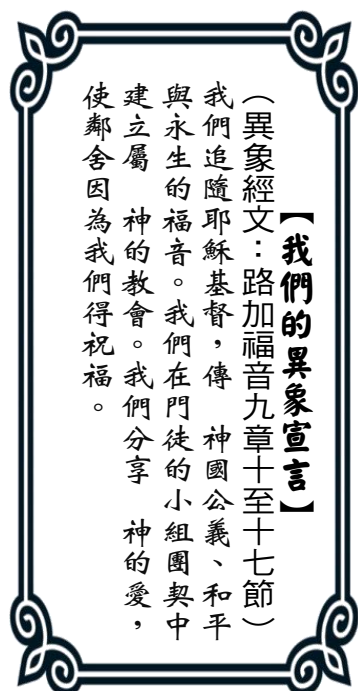 【我們的異象宣言】
（異象經文：路加福音九章十至十七節）
我們追隨耶穌基督，傳　神國公義、和平
與永生的福音。我們在門徒的小組團契中
建立屬　神的教會。我們分享　神的愛，
使鄰舍因為我們得祝福。